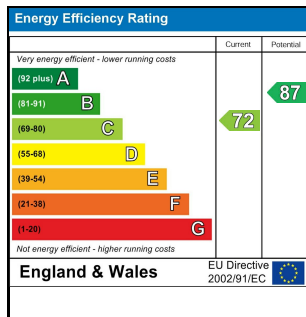 Energy Efficiency Rating
Current Potential
Very energy efficient - lower running costs
(92 plus) A
(81-91) B
(69-80) C
(55-68) D
(39-54) E
(21-38) F
(1-20) G
72
87
Not energy efficient - higher running costs
England & Wales
EU Directive
2002/91/EC